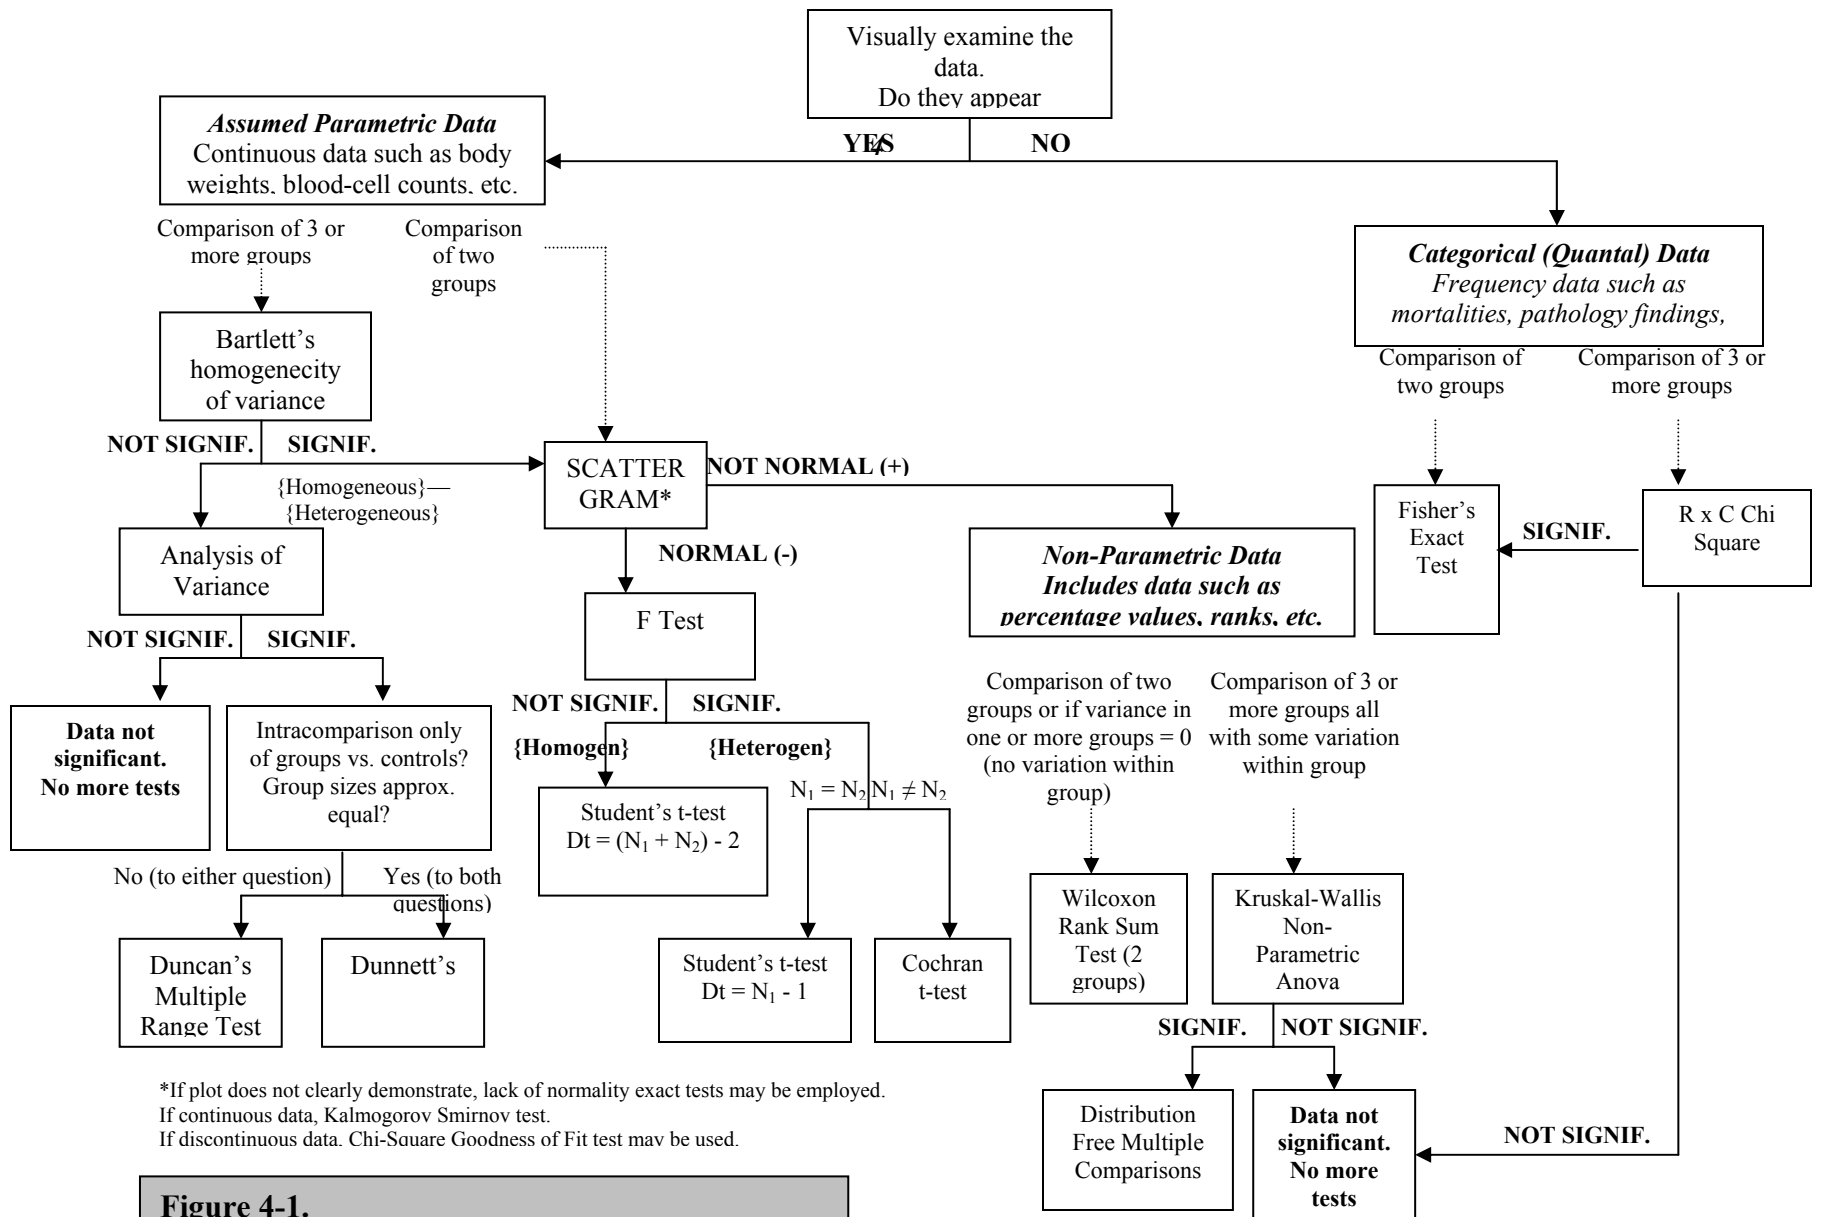 Visually examine the
data.
Do they appear
YES
NO
Assumed Parametric Data
Continuous data such as body
weights, blood-cell counts, etc.
Comparison of 3 or
more groups
Comparison
of two
groups
Categorical (Quantal) Data
Frequency data such as
mortalities, pathology findings,
Comparison of
two groups
Comparison of 3 or
more groups
Bartlett’s
homogenecity
of variance
NOT SIGNIF.
SIGNIF.
{Homogeneous}—
{Heterogeneous}
SCATTER
GRAM*
NOT NORMAL (+)
NORMAL (-)
Fisher’s
Exact
Test
SIGNIF.
R x C Chi
Square
Analysis of
Variance
Non-Parametric Data
Includes data such as
percentage values, ranks, etc.
F Test
NOT SIGNIF.
SIGNIF.
Data not
significant.
No more tests
Intracomparison only
of groups vs. controls?
Group sizes approx.
equal?
NOT SIGNIF.
SIGNIF.
{Homogen}
{Heterogen}
N₁ = N₂
N₁ ≠ N₂
Student’s t-test
Dt = (N₁ + N₂) - 2
Comparison of two
groups or if variance in
one or more groups = 0
(no variation within
group)
Comparison of 3 or
more groups all
with some variation
within group
No (to either question)
Yes (to both
questions)
Duncan’s
Multiple
Range Test
Dunnett’s
Student’s t-test
Dt = N₁ - 1
Cochran
t-test
Wilcoxon
Rank Sum
Test (2
groups)
Kruskal-Wallis
Non-
Parametric
Anova
SIGNIF.
NOT SIGNIF.
Distribution
Free Multiple
Comparisons
Data not
significant.
No more
tests
NOT SIGNIF.
*If plot does not clearly demonstrate, lack of normality exact tests may be employed.
If continuous data, Kalmogorov Smirnov test.
If discontinuous data, Chi-Square Goodness of Fit test may be used.
Figure 4-1.